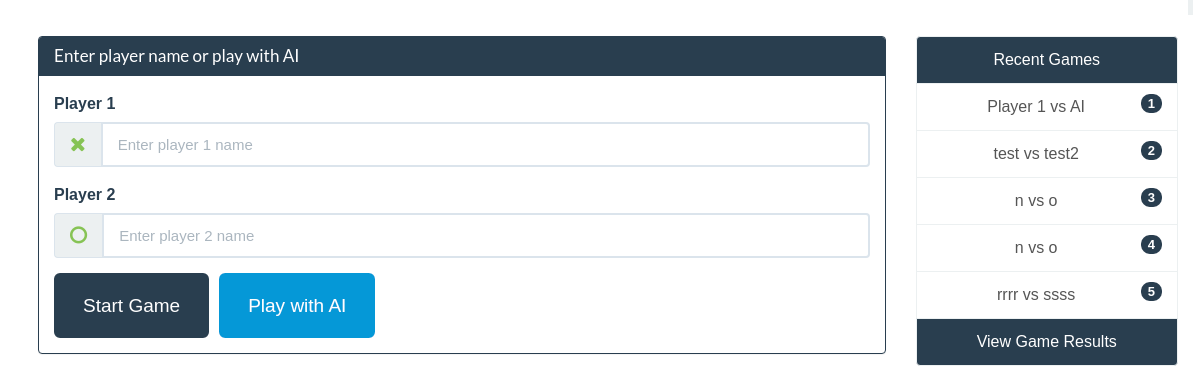 Enter player name or play with AI
Player 1
Enter player 1 name
Player 2
Enter player 2 name
Start Game
Play with AI
Recent Games
Player 1 vs AI 1
test vs test2 2
n vs o 3
n vs o 4
rrrr vs ssss 5
View Game Results